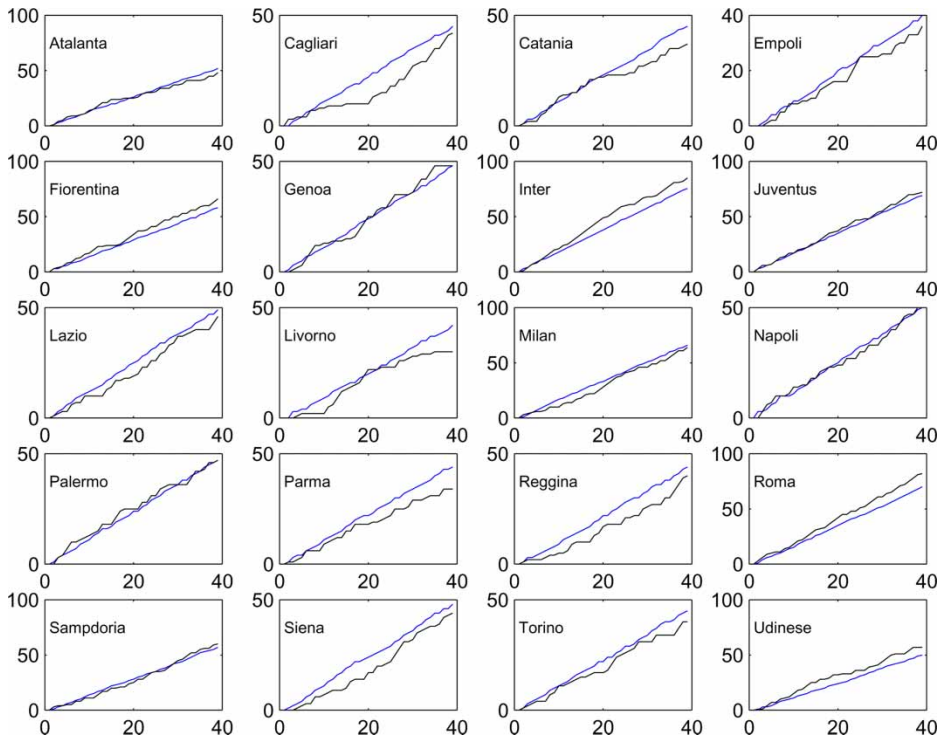 100 50 50 40
Atalanta Cagliari Catania Empoli
50 20
0 0 0 0
0 20 40 0 20 40 0 20 40 0 20 40
100 50 100 100
Fiorentina Genoa Inter Juventus
50 50 50
0 0 0 0
0 20 40 0 20 40 0 20 40 0 20 40
50 50 100 50
Lazio Livorno Milan Napoli
50
0 0 0 0
0 20 40 0 20 40 0 20 40 0 20 40
50 50 50 100
Palermo Parma Reggina Roma
50
0 0 0 0
0 20 40 0 20 40 0 20 40 0 20 40
100 50 50 100
Sampdoria Siena Torino Udinese
50 50
0 0 0 0
0 20 40 0 20 40 0 20 40 0 20 40